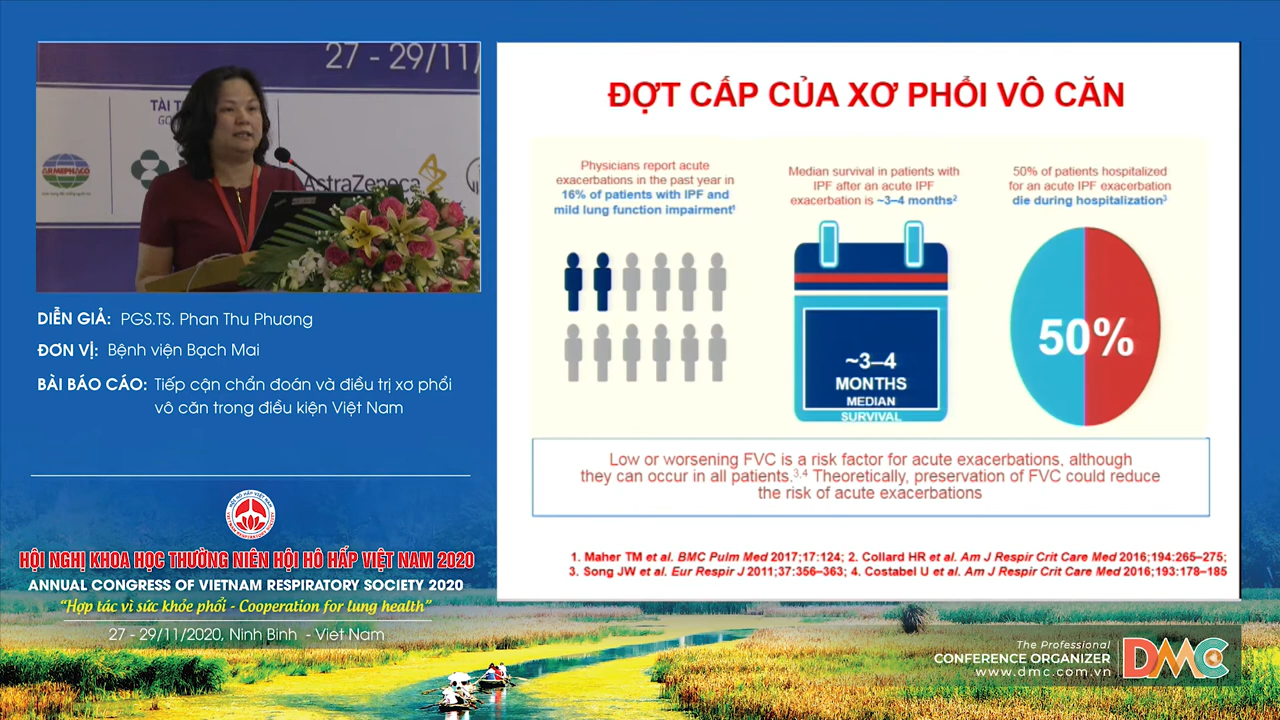 27 - 29/11/
TÀI T
ARMEPHACO
AstraZeneca
DIỄN GIẢ: PGS.TS. Phan Thu Phương
ĐƠN VỊ: Bệnh viện Bạch Mai
BÀI BÁO CÁO: Tiếp cận chẩn đoán và điều trị xơ phổi
vô căn trong điều kiện Việt Nam
HỘI NGHỊ KHOA HỌC THƯỜNG NIÊN HỘI HÔ HẤP VIỆT NAM 2020
ANNUAL CONGRESS OF VIETNAM RESPIRATORY SOCIETY 2020
“Hợp tác vì sức khỏe phổi - Cooperation for lung health”
27 - 29/11/2020, Ninh Bình - Việt Nam
ĐỢT CẤP CỦA XƠ PHỔI VÔ CĂN
Physicians report acute
exacerbations in the past year in
16% of patients with IPF and
mild lung function impairment¹
Median survival in patients with
IPF after an acute IPF
exacerbation is ~3–4 months²
50% of patients hospitalized
for an acute IPF exacerbation
die during hospitalization³
~3–4
MONTHS
MEDIAN
SURVIVAL
50%
Low or worsening FVC is a risk factor for acute exacerbations, although
they can occur in all patients.³,⁴ Theoretically, preservation of FVC could reduce
the risk of acute exacerbations
1. Maher TM et al. BMC Pulm Med 2017;17:124; 2. Collard HR et al. Am J Respir Crit Care Med 2016;194:265–275;
3. Song JW et al. Eur Respir J 2011;37:356–363; 4. Costabel U et al. Am J Respir Crit Care Med 2016;193:178–185
The Professional
CONFERENCE ORGANIZER
www.dmc.com.vn
DMC